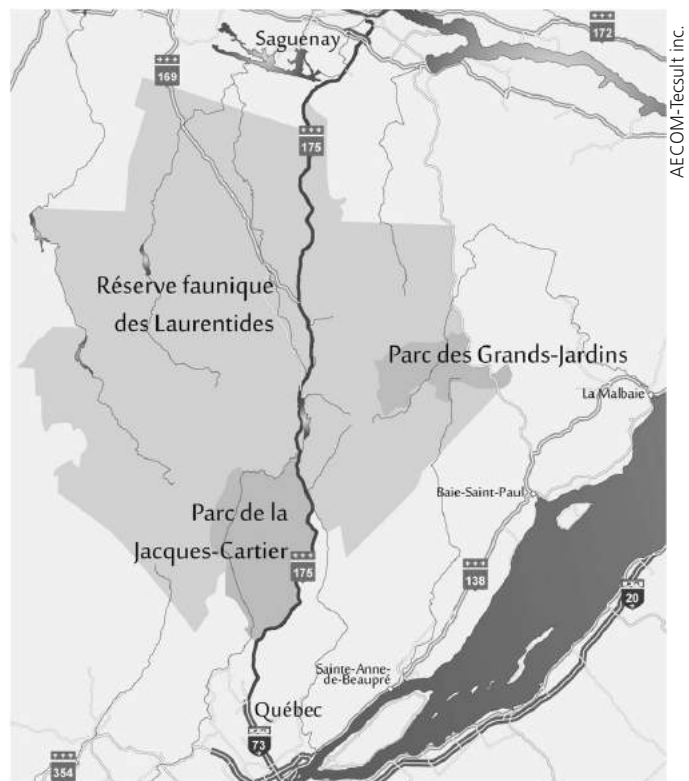 Saguenay
172
AECOM-Tecsult inc.
169
175
Réserve faunique
des Laurentides
Parc des Grands-Jardins
La Malbaie
Parc de la
Jacques-Cartier
Baie-Saint-Paul
175
138
20
Sainte-Anne-
de-Beaupré
Québec
73
354